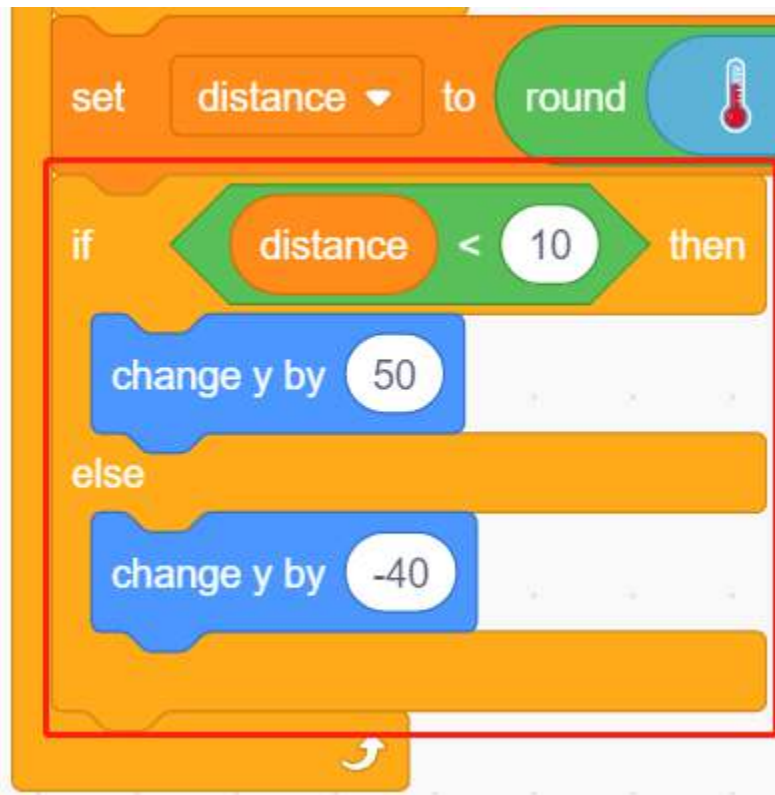 set distance to round
if distance < 10 then
change y by 50
else
change y by -40